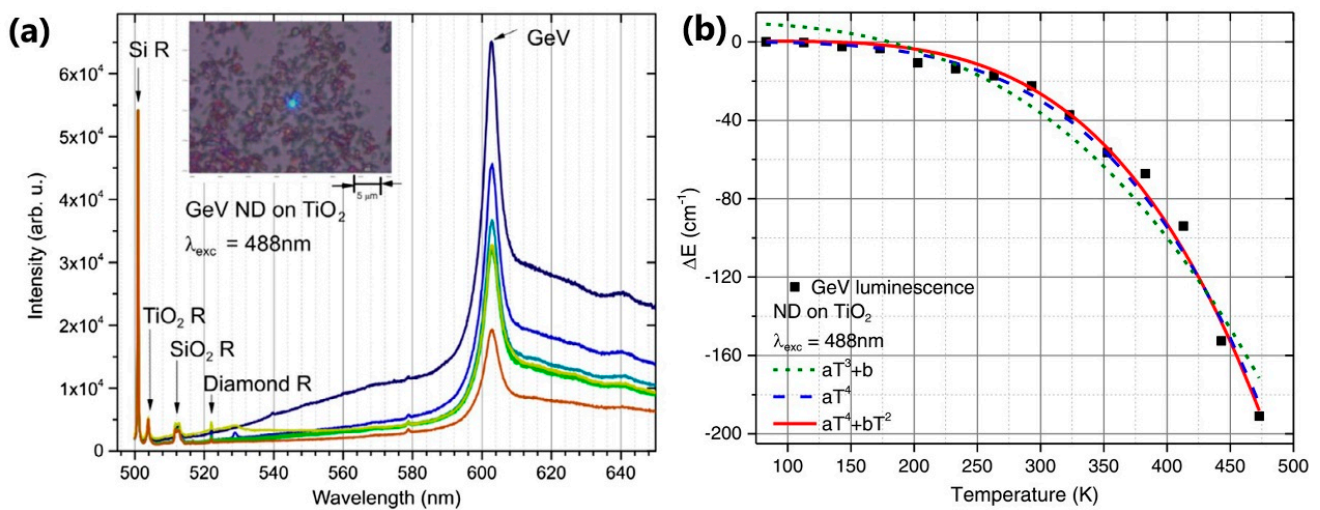 (a)
Si R
GeV
6x10⁴
5x10⁴
4x10⁴
3x10⁴
2x10⁴
1x10⁴
0
Intensity (arb. u.)
5 μm
GeV ND on TiO₂
λexc = 488nm
TiO₂ R
SiO₂ R
Diamond R
500 520 540 560 580 600 620 640
Wavelength (nm)
(b)
0
-40
-80
-120
-160
-200
ΔE (cm⁻¹)
GeV luminescence
ND on TiO₂
λexc = 488nm
aT³+b
aT⁴
aT⁴+bT²
100 150 200 250 300 350 400 450 500
Temperature (K)